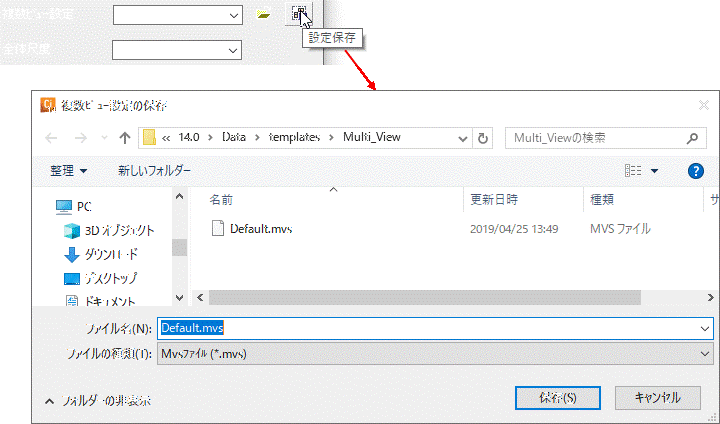 複数ビュー設定
設定保存
全体尺度
Ci 複数ﾋﾞｭｰ設定の保存
« 14.0 > Data > templates > Multi_View
Multi_Viewの検索
整理 新しいフォルダー
名前 更新日時 種類 サ
PC
3D オブジェクト
ダウンロード
デスクトップ
ドキュメント
Default.mvs 2019/04/25 13:49 MVS ファイル
ファイル名(N): Default.mvs
ファイルの種類(T): Mvsﾌｧｲﾙ (*.mvs)
フォルダーの非表示 保存(S) キャンセル